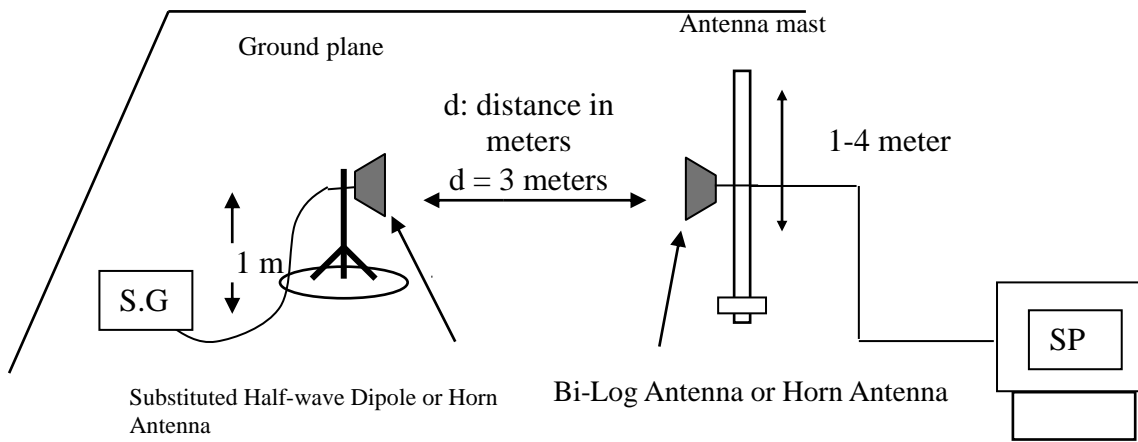 Ground plane
Antenna mast
d: distance in
meters
d = 3 meters
1-4 meter
1 m
S.G
SP
Substituted Half-wave Dipole or Horn
Antenna
Bi-Log Antenna or Horn Antenna